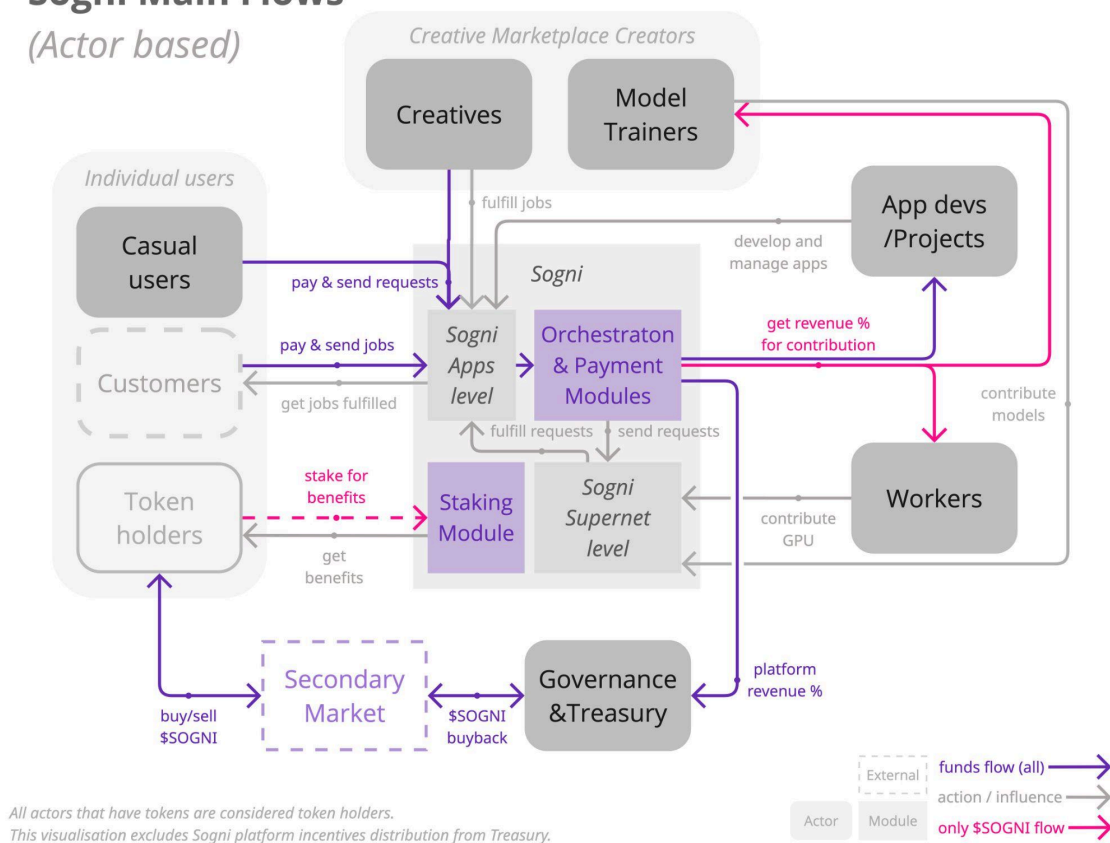 Sogni Main Flows
(Actor based)
Creative Marketplace Creators
Creatives
Model
Trainers
Individual users
Casual
users
fulfill jobs
App devs
/Projects
develop and
manage apps
Sogni
pay & send requests
Sogni
Apps
level
Orchestraton
& Payment
Modules
get revenue %
for contribution
pay & send jobs
Customers
get jobs fulfilled
contribute
models
fulfill requests
send requests
stake for
benefits
Token
holders
Staking
Module
Sogni
Supernet
level
Workers
contribute
GPU
get
benefits
Secondary
Market
Governance
&Treasury
platform
revenue %
buy/sell
$SOGNI
$SOGNI
buyback
External
funds flow (all)
action / influence
Actor
Module
only $SOGNI flow
All actors that have tokens are considered token holders.
This visualisation excludes Sogni platform incentives distribution from Treasury.